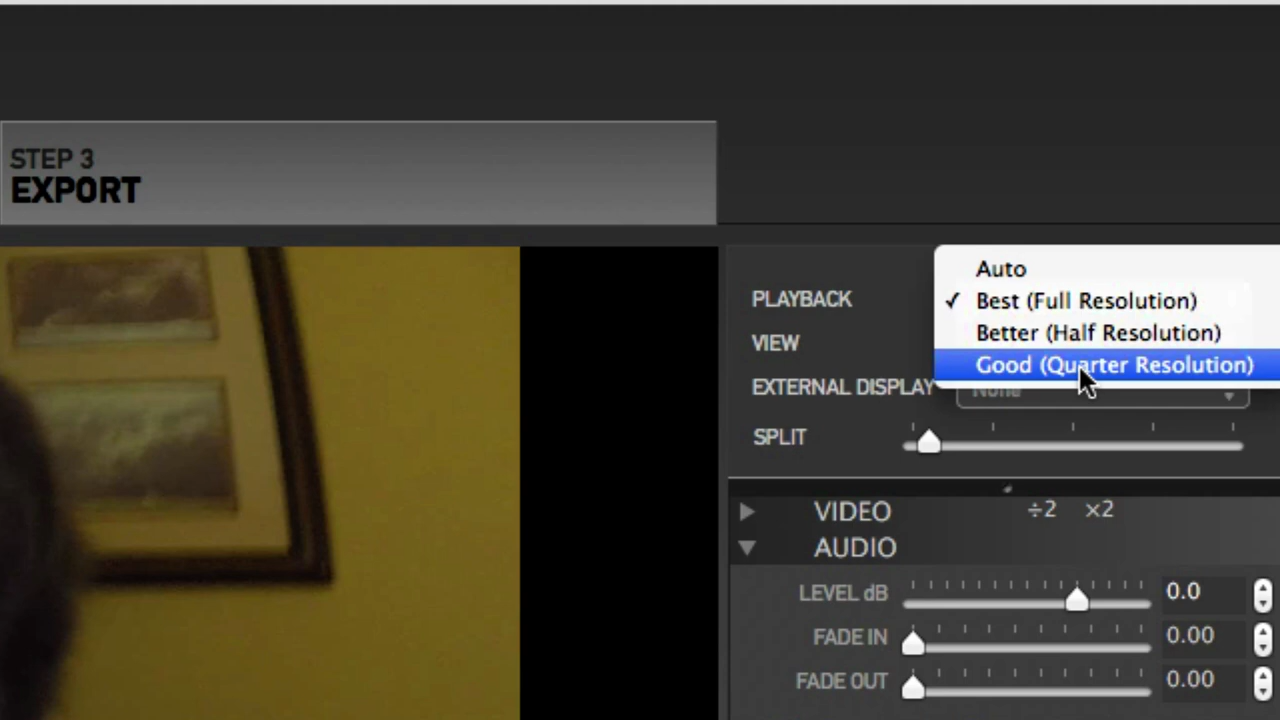 STEP 3
EXPORT
Auto
PLAYBACK
✓ Best (Full Resolution)
VIEW
Better (Half Resolution)
Good (Quarter Resolution)
EXTERNAL DISPLAY
None
SPLIT
VIDEO ÷2 ×2
AUDIO
LEVEL dB 0.0
FADE IN 0.00
FADE OUT 0.00